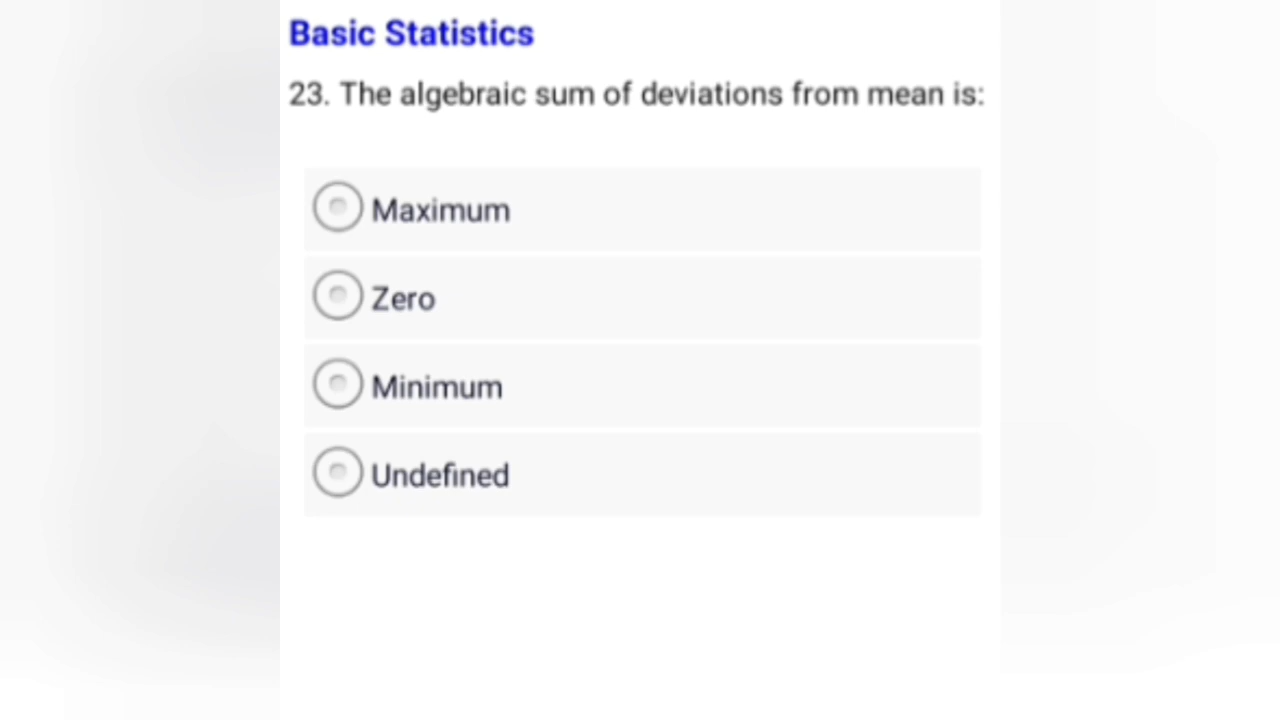 Basic Statistics
23. The algebraic sum of deviations from mean is:
Maximum
Zero
Minimum
Undefined